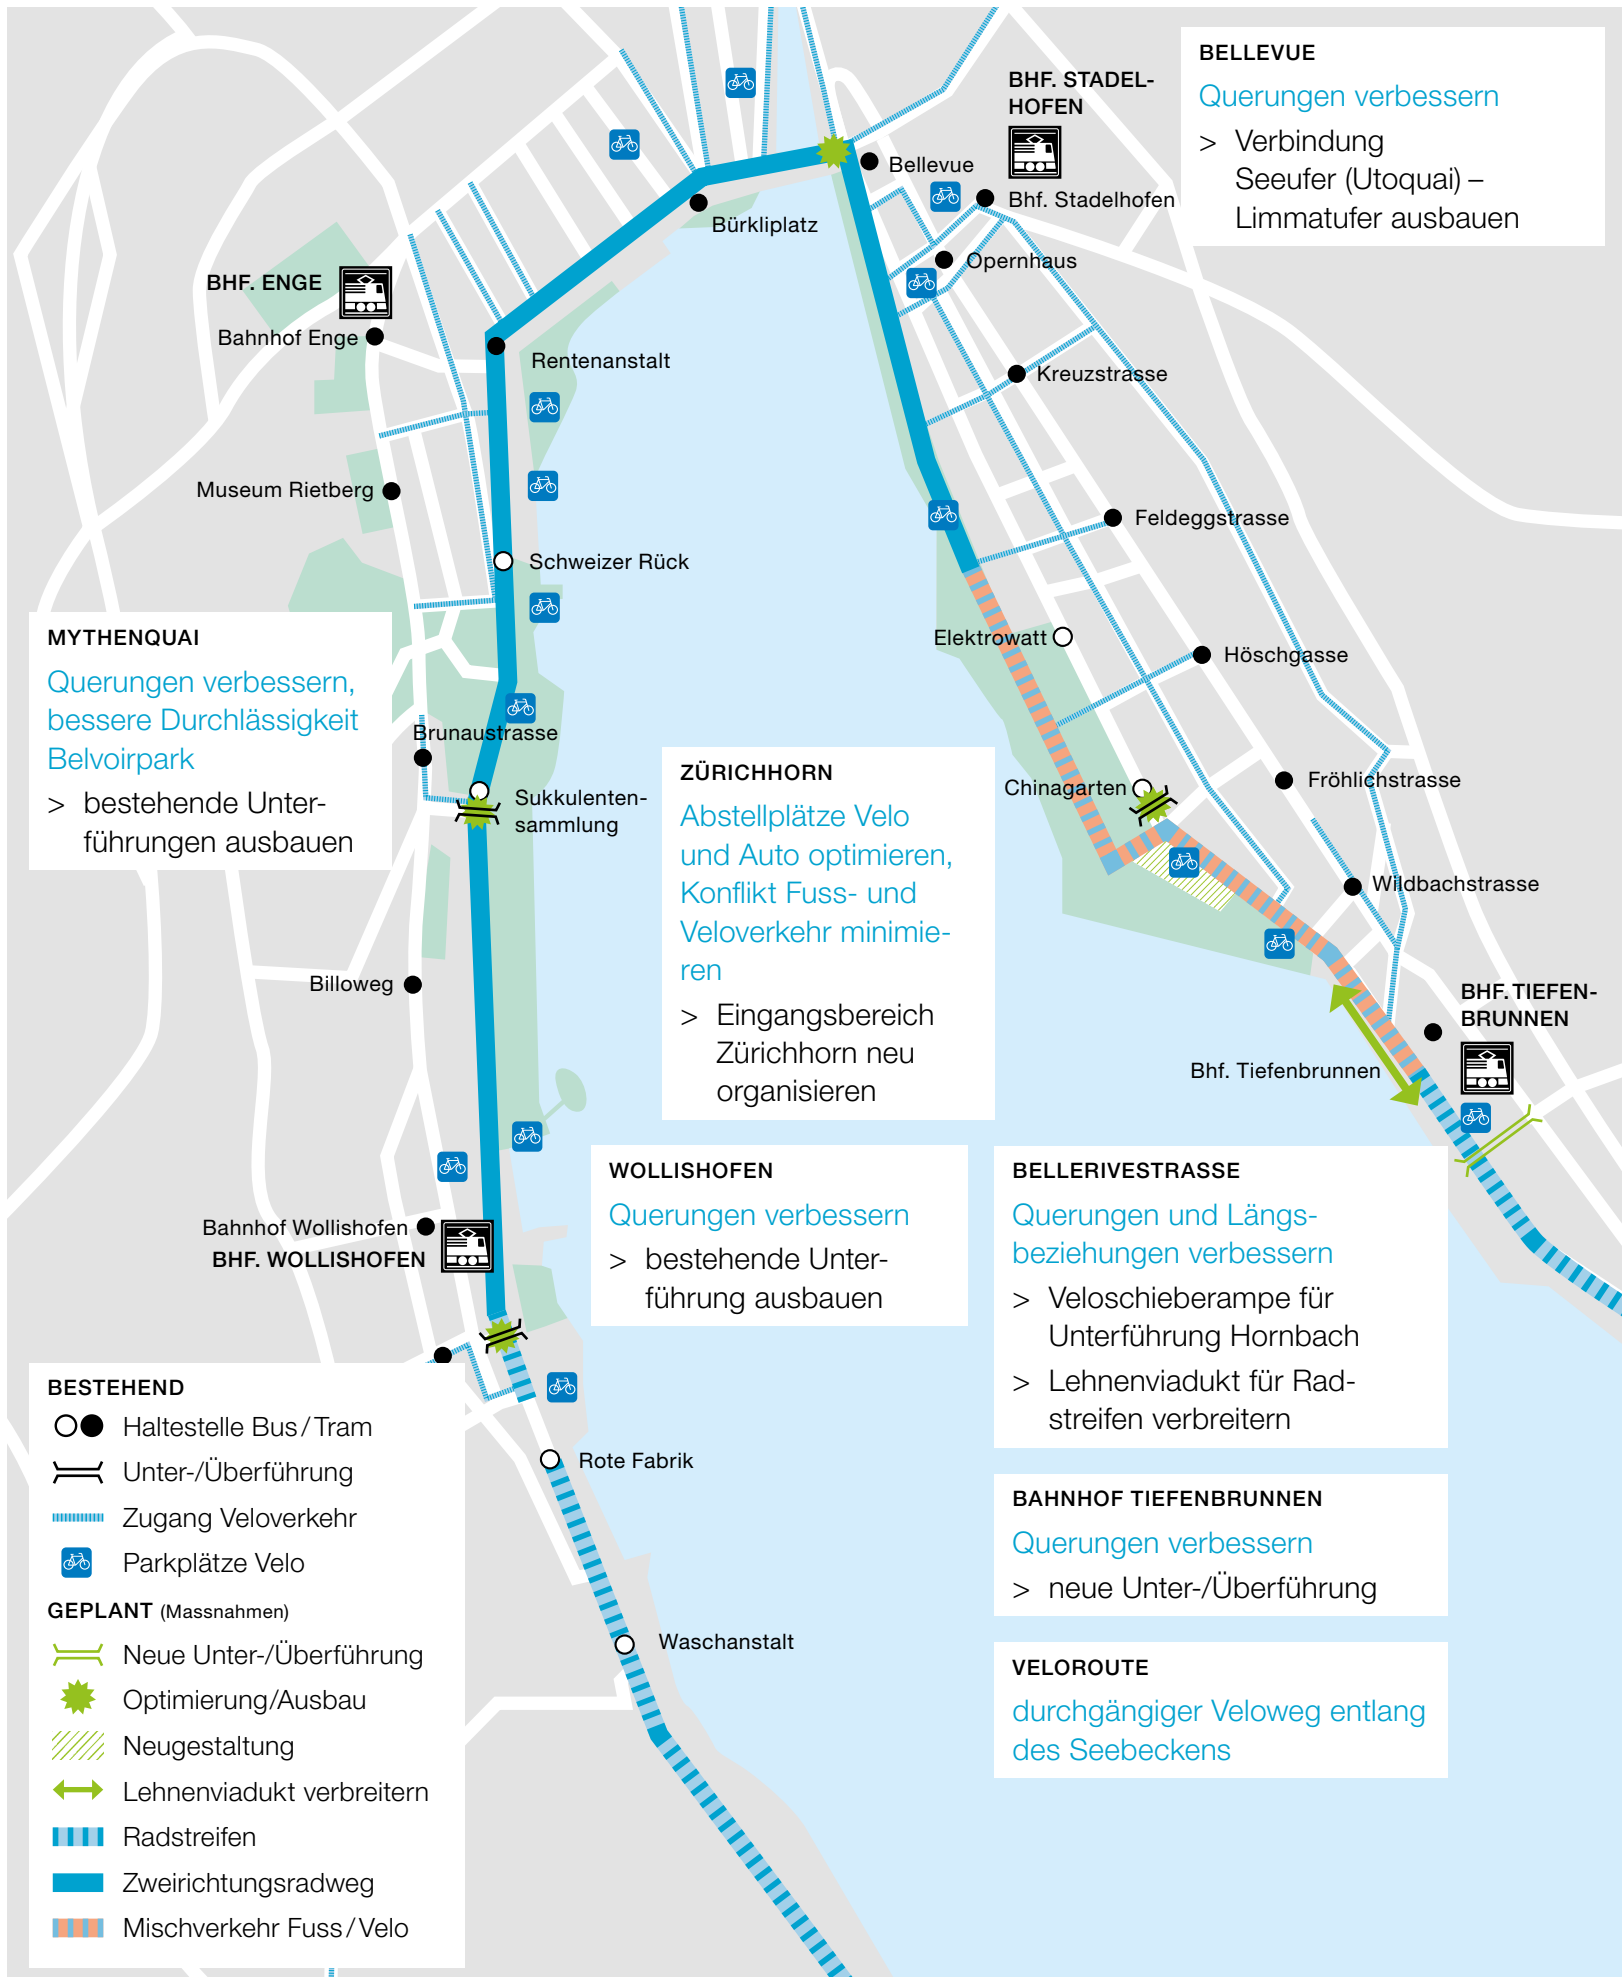 BELLEVUE
Querungen verbessern
> Verbindung
Seeufer (Utoquai) –
Limmatufer ausbauen
BHF. STADEL-
HOFEN
Bellevue
Bhf. Stadelhofen
Bürkliplatz
Opernhaus
BHF. ENGE
Bahnhof Enge
Rentenanstalt
Kreuzstrasse
Museum Rietberg
Feldeggstrasse
Schweizer Rück
Elektrowatt
Höschgasse
MYTHENQUAI
Querungen verbessern,
bessere Durchlässigkeit
Belvoirpark
> bestehende Unter-
führungen ausbauen
Brunaustrasse
Sukkulenten-
sammlung
ZÜRICHHORN
Abstellplätze Velo
und Auto optimieren,
Konflikt Fuss- und
Veloverkehr minimie-
ren
> Eingangsbereich
Zürichhorn neu
organisieren
Chinagarten
Fröhlichstrasse
Wildbachstrasse
Billoweg
BHF. TIEFEN-
BRUNNEN
Bhf. Tiefenbrunnen
Bahnhof Wollishofen
BHF. WOLLISHOFEN
WOLLISHOFEN
Querungen verbessern
> bestehende Unter-
führung ausbauen
BELLERIVESTRASSE
Querungen und Längs-
beziehungen verbessern
> Veloschieberampe für
Unterführung Hornbach
> Lehnenviadukt für Rad-
streifen verbreitern
BAHNHOF TIEFENBRUNNEN
Querungen verbessern
> neue Unter-/Überführung
VELOROUTE
durchgängiger Veloweg entlang
des Seebeckens
Rote Fabrik
Waschanstalt
BESTEHEND
Haltestelle Bus/Tram
Unter-/Überführung
Zugang Veloverkehr
Parkplätze Velo
GEPLANT (Massnahmen)
Neue Unter-/Überführung
Optimierung/Ausbau
Neugestaltung
Lehnenviadukt verbreitern
Radstreifen
Zweirichtungsradweg
Mischverkehr Fuss/Velo